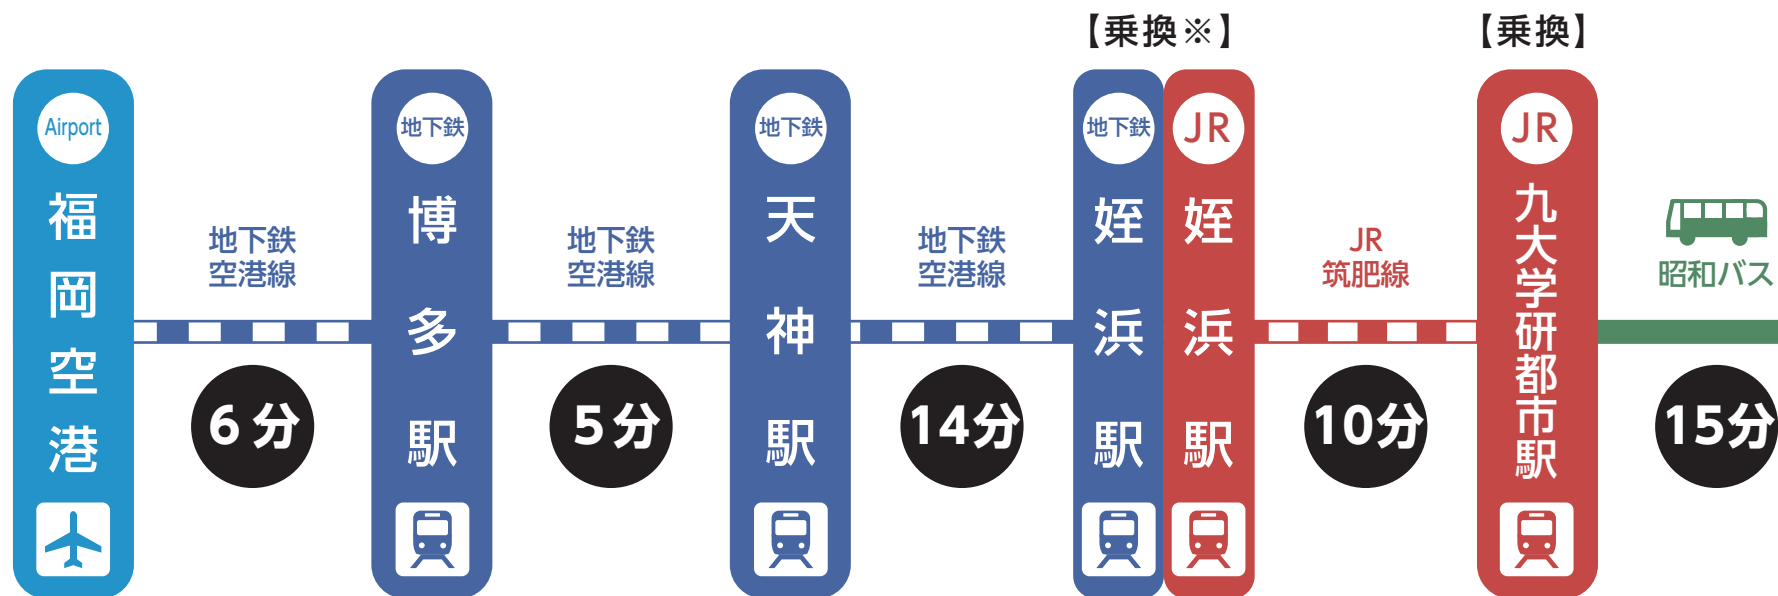 【乗換※】
【乗換】
Airport
福岡空港
地下鉄
空港線
6分
地下鉄
博多駅
地下鉄
空港線
5分
地下鉄
天神駅
地下鉄
空港線
14分
地下鉄
姪浜駅
JR
姪浜駅
JR
筑肥線
10分
JR
九大学研都市駅
昭和バス
15分